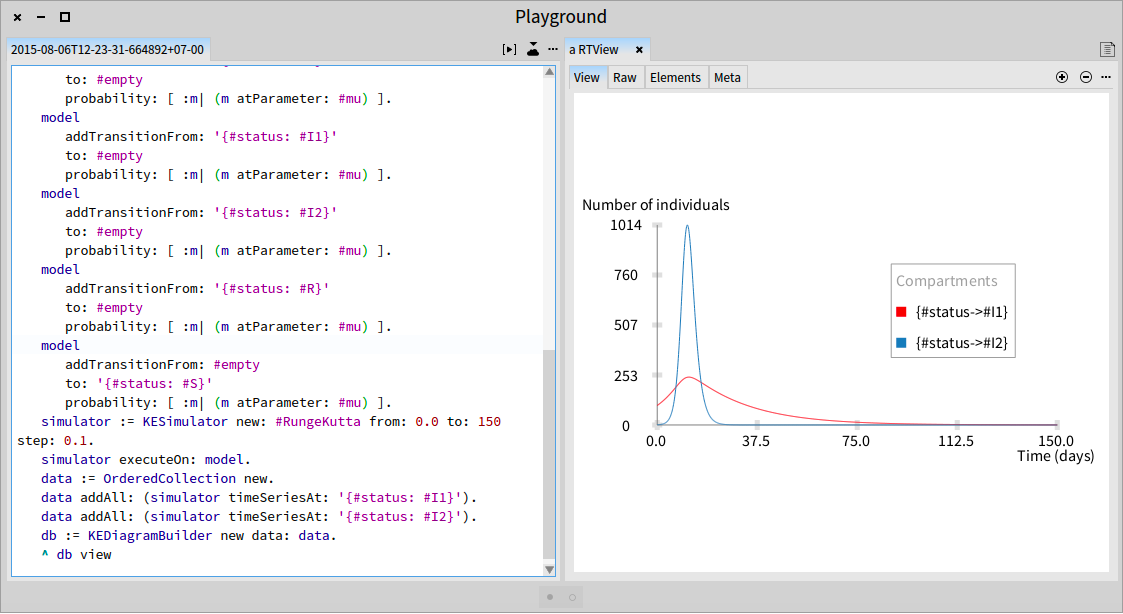 Playground
2015-08-06T12-23-31-664892+07-00
to: #empty
probability: [ :m| (m atParameter: #mu) ].
model
addTransitionFrom: '{#status: #I1}'
to: #empty
probability: [ :m| (m atParameter: #mu) ].
model
addTransitionFrom: '{#status: #I2}'
to: #empty
probability: [ :m| (m atParameter: #mu) ].
model
addTransitionFrom: '{#status: #R}'
to: #empty
probability: [ :m| (m atParameter: #mu) ].
model
addTransitionFrom: #empty
to: '{#status: #S}'
probability: [ :m| (m atParameter: #mu) ].
simulator := KESimulator new: #RungeKutta from: 0.0 to: 150
step: 0.1.
simulator executeOn: model.
data := OrderedCollection new.
data addAll: (simulator timeSeriesAt: '{#status: #I1}').
data addAll: (simulator timeSeriesAt: '{#status: #I2}').
db := KEDiagramBuilder new data: data.
^ db view
a RTView
View Raw Elements Meta
Number of individuals
1014
760
507
253
0
0.0 37.5 75.0 112.5 150.0
Time (days)
Compartments
{#status->#I1}
{#status->#I2}